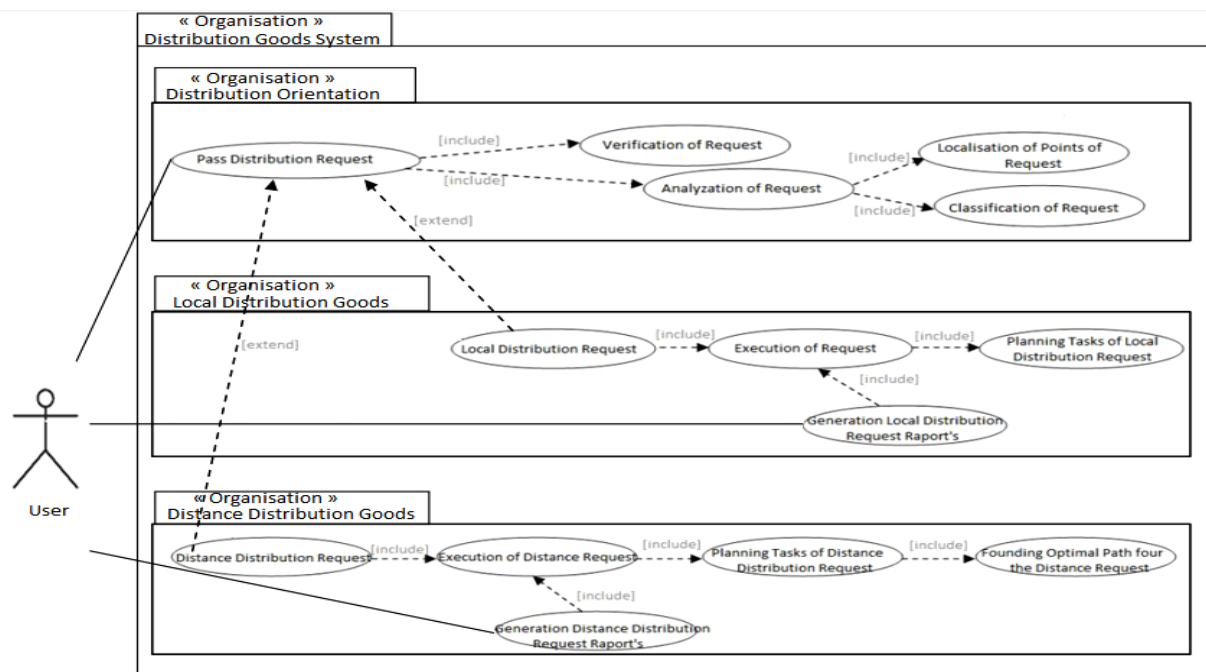 « Organisation »
Distribution Goods System
« Organisation »
Distribution Orientation
[include]
Verification of Request
Localisation of Points of
Request
[include]
Pass Distribution Request
[include]
Analyzation of Request
[include]
Classification of Request
[extend]
« Organisation »
Local Distribution Goods
[extend]
Local Distribution Request
[include]
Execution of Request
[include]
Planning Tasks of Local
Distribution Request
[include]
Generation Local Distribution
Request Raport's
User
« Organisation »
Distance Distribution Goods
Distance Distribution Request
[include]
Execution of Distance Request
[include]
Planning Tasks of Distance
Distribution Request
[include]
Founding Optimal Path four
the Distance Request
[include]
Generation Distance Distribution
Request Raport's